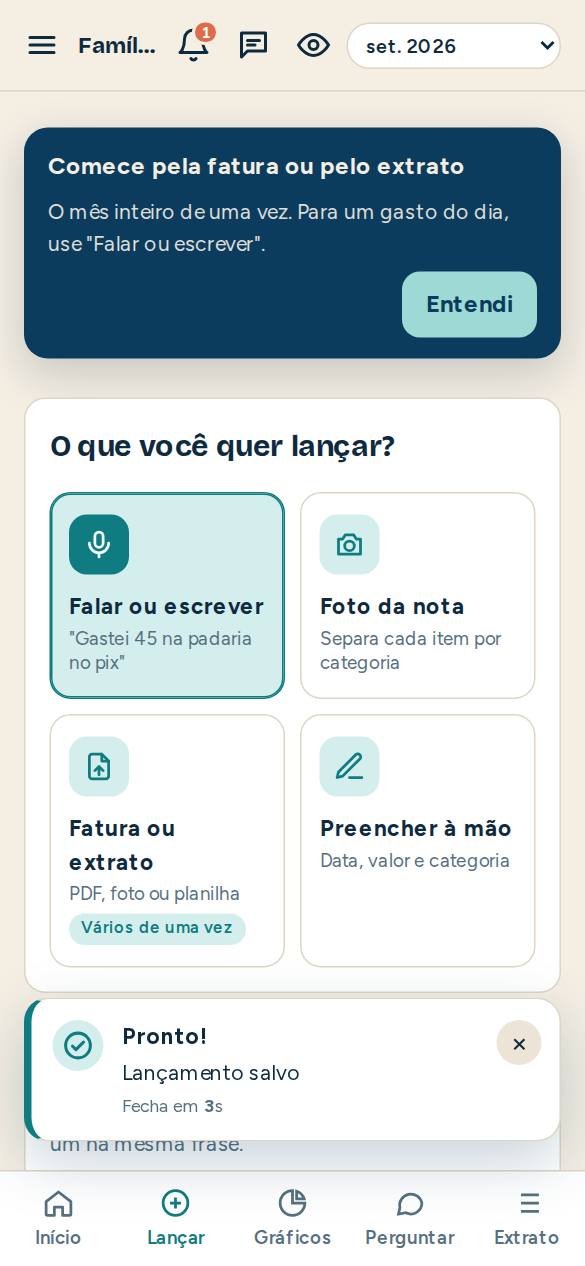 Famíl...
1
set. 2026
Comece pela fatura ou pelo extrato
O mês inteiro de uma vez. Para um gasto do dia,
use "Falar ou escrever".
Entendi
O que você quer lançar?
Falar ou escrever
"Gastei 45 na padaria
no pix"
Foto da nota
Separa cada item por
categoria
Fatura ou
extrato
PDF, foto ou planilha
Vários de uma vez
Preencher à mão
Data, valor e categoria
Pronto!
Lançamento salvo
Fecha em 3s
um na mesma frase.
Início
Lançar
Gráficos
Perguntar
Extrato